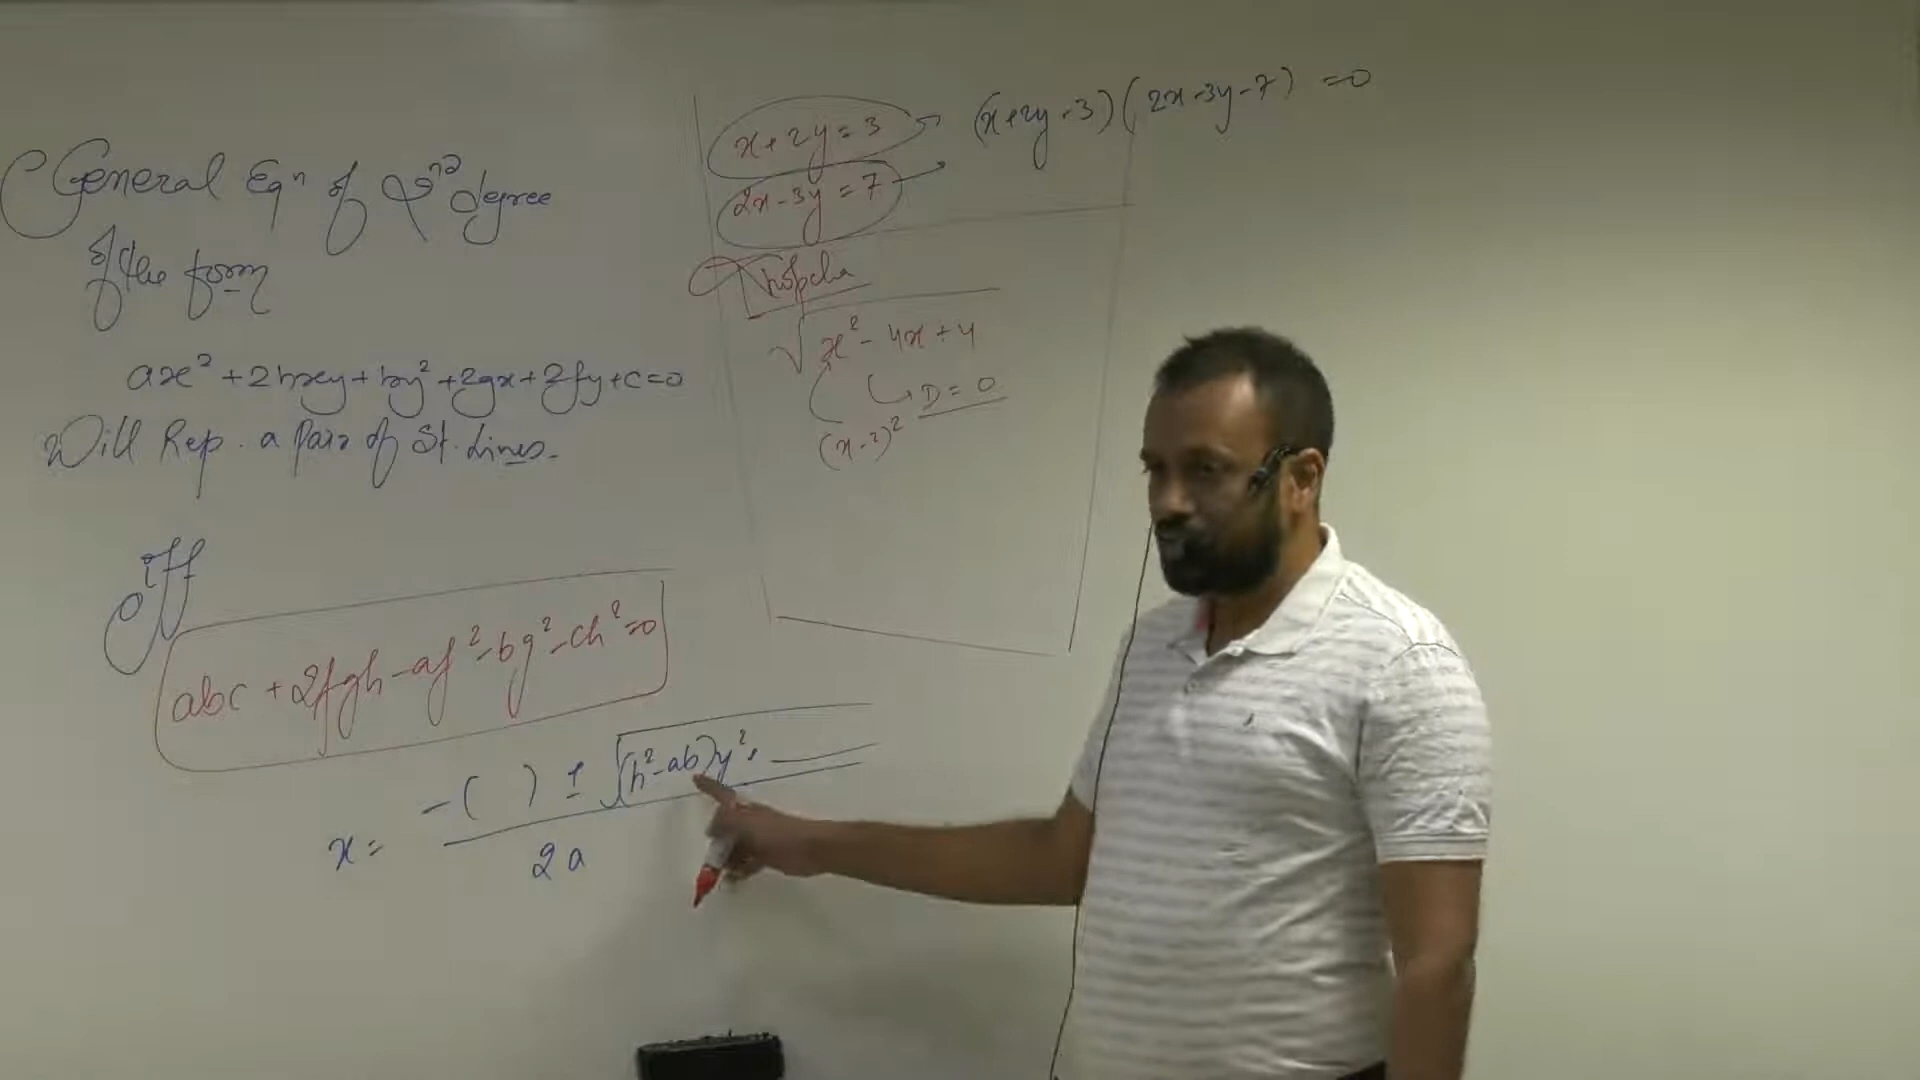 General Eqⁿ of 2ⁿᵈ degree
of the form
ax² + 2hxy + by² + 2gx + 2fy + c = 0
Will Rep. a Pair of St. Lines.
iff
abc + 2fgh - af² - bg² - ch² = 0
x = (-( ) ± √((h² - ab)y² + ___)) / 2a
x + 2y = 3 → (x + 2y - 3)(2x - 3y - 7) = 0
2x - 3y = 7
√(x² - 4x + 4)
D = 0
(x - 2)²